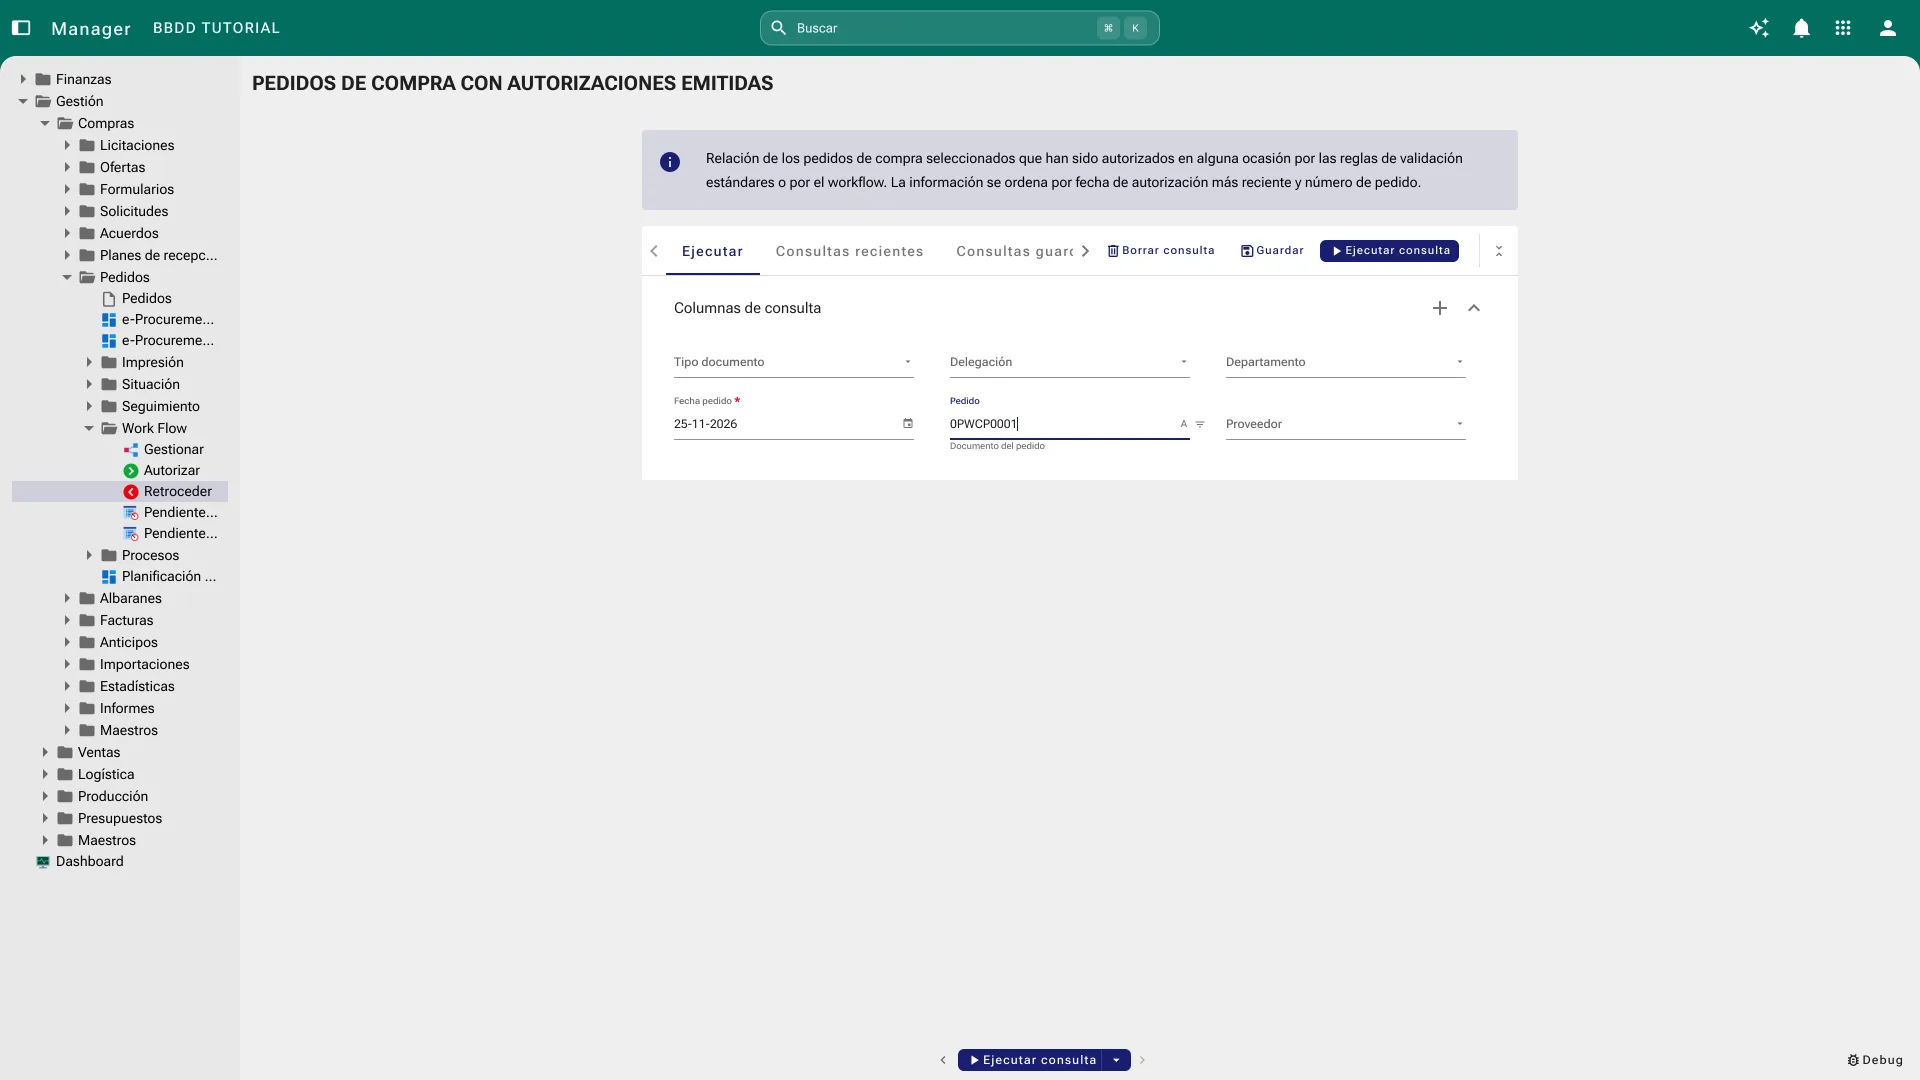 Manager BBDD TUTORIAL
Buscar ⌘ K
Finanzas
Gestión
Compras
Licitaciones
Ofertas
Formularios
Solicitudes
Acuerdos
Planes de recepc...
Pedidos
Pedidos
e-Procureme...
e-Procureme...
Impresión
Situación
Seguimiento
Work Flow
Gestionar
Autorizar
Retroceder
Pendiente...
Pendiente...
Procesos
Planificación ...
Albaranes
Facturas
Anticipos
Importaciones
Estadísticas
Informes
Maestros
Ventas
Logística
Producción
Presupuestos
Maestros
Dashboard
PEDIDOS DE COMPRA CON AUTORIZACIONES EMITIDAS
Relación de los pedidos de compra seleccionados que han sido autorizados en alguna ocasión por las reglas de validación
estándares o por el workflow. La información se ordena por fecha de autorización más reciente y número de pedido.
Ejecutar Consultas recientes Consultas guarc Borrar consulta Guardar Ejecutar consulta
Columnas de consulta
Tipo documento Delegación Departamento
Fecha pedido * Pedido
25-11-2026 0PWCP0001 A Proveedor
Documento del pedido
Ejecutar consulta
Debug